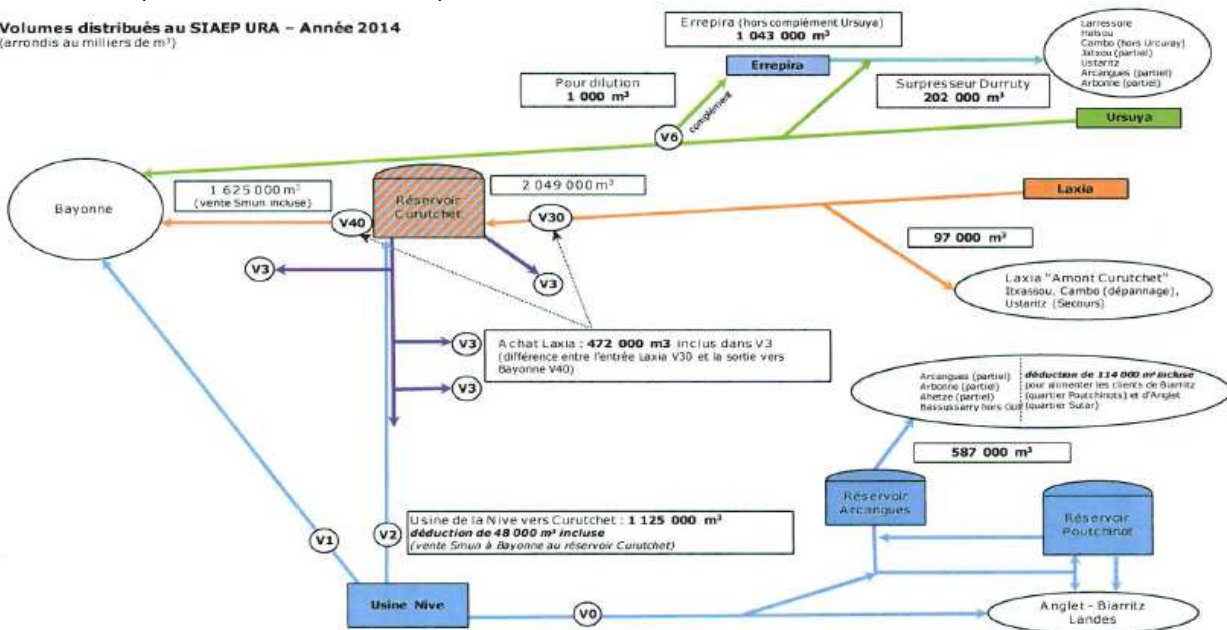 Volumes distribués au SIAEP URA – Année 2014
(arrondis au milliers de m³)
Errepira (hors complément Ursuya)
1 043 000 m³
Larressore
Halsou
Cambo (hors Urcuray)
Jatxou (partiel)
Ustaritz
Arcangues (partiel)
Arbonne (partiel)
Errepira
Pour dilution
1 000 m³
complément
Surpresseur Durruty
202 000 m³
V6
Ursuya
Bayonne
1 625 000 m³
(vente Smun incluse)
Réservoir
Curutchet
2 049 000 m³
Laxia
V40
V30
97 000 m³
V3
V3
Laxia "Amont Curutchet"
Itxassou, Cambo (dépannage),
Ustaritz (Secours)
V3
Achat Laxia : 472 000 m3 inclus dans V3
(différence entre l'entrée Laxia V30 et la sortie vers
Bayonne V40)
V3
Arcangues (partiel)
Arbonne (partiel)
Ahetze (partiel)
Bassussarry hors
déduction de 114 000 m³ incluse
pour alimenter les clients de Biarritz
(quartier Poutchinots) et d'Anglet
(quartier Sutar)
587 000 m³
Réservoir
Arcangues
Réservoir
Poutchinot
V1
V2
Usine de la Nive vers Curutchet : 1 125 000 m³
déduction de 48 000 m³ incluse
(vente Smun à Bayonne au réservoir Curutchet)
Usine Nive
V0
Anglet - Biarritz
Landes